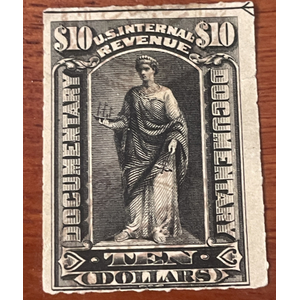 $10 U.S. INTERNAL $10
REVENUE
DOCUMENTARY
DOCUMENTARY
TEN
DOLLARS